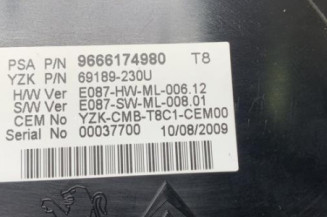 PSA P/N 9666174980 T8
YZK P/N 69189-230U
H/W Ver E087-HW-ML-006.12
S/W Ver E087-SW-ML-008.01
CEM No YZK-CMB-T8C1-CEM00
Serial No 00037700 10/08/2009